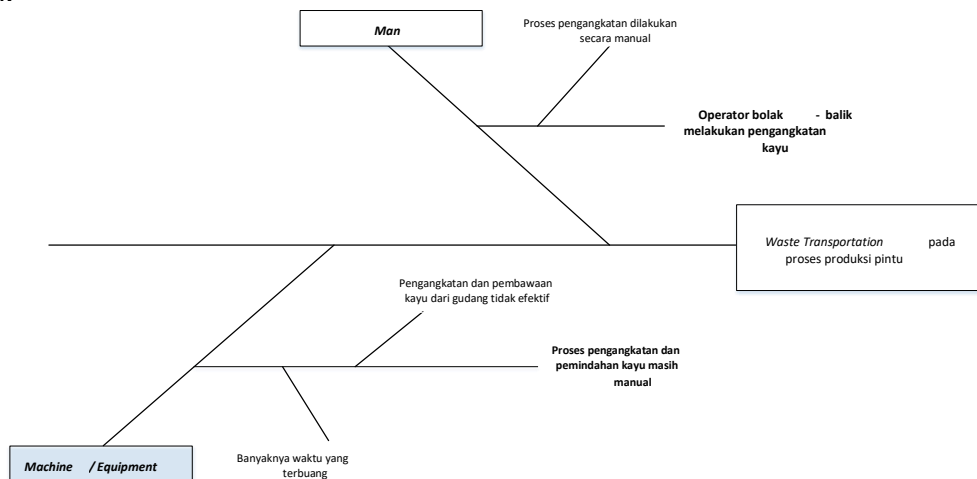 Man
Proses pengangkatan dilakukan
secara manual
Operator bolak - balik
melakukan pengangkatan
kayu
Waste Transportation pada
proses produksi pintu
Pengangkatan dan pembawaan
kayu dari gudang tidak efektif
Proses pengangkatan dan
pemindahan kayu masih
manual
Banyaknya waktu yang
terbuang
Machine / Equipment